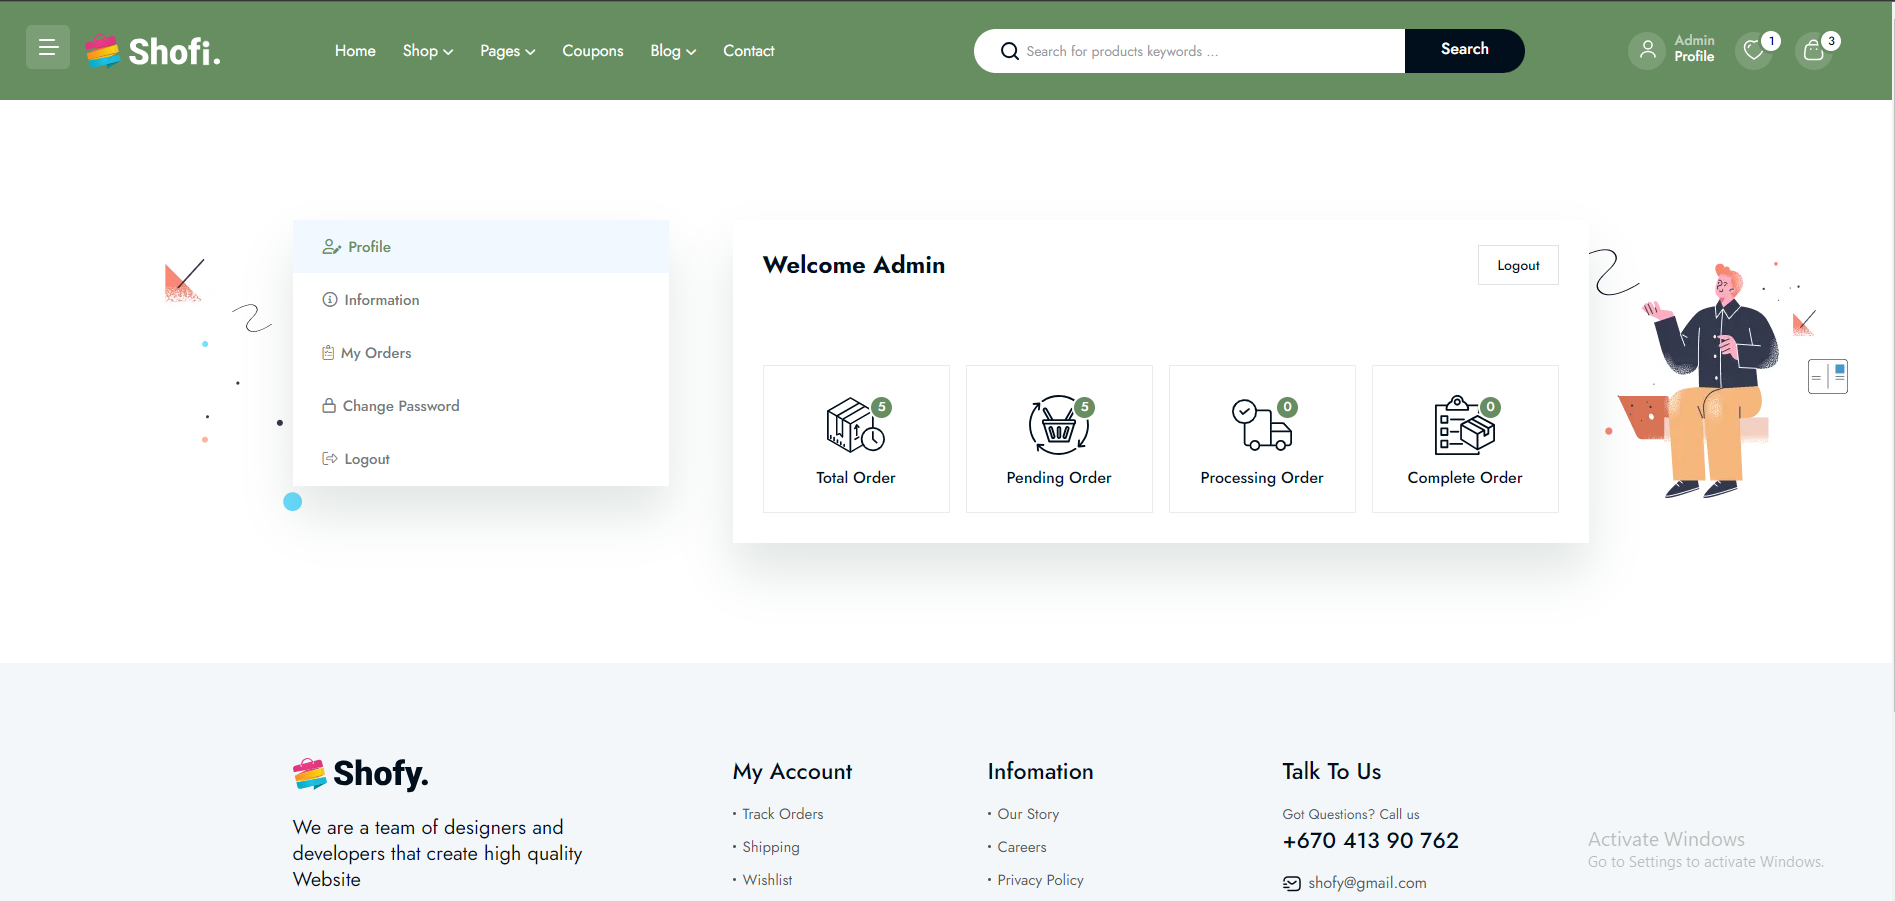 Shofi.
Home Shop Pages Coupons Blog Contact
Search for products keywords ...
Search
Admin
Profile
1
3
Profile
Information
My Orders
Change Password
Logout
Welcome Admin
Logout
5
Total Order
5
Pending Order
0
Processing Order
0
Complete Order
Shofy.
We are a team of designers and
developers that create high quality
Website
My Account
• Track Orders
• Shipping
• Wishlist
Infomation
• Our Story
• Careers
• Privacy Policy
Talk To Us
Got Questions? Call us
+670 413 90 762
shofy@gmail.com
Activate Windows
Go to Settings to activate Windows.